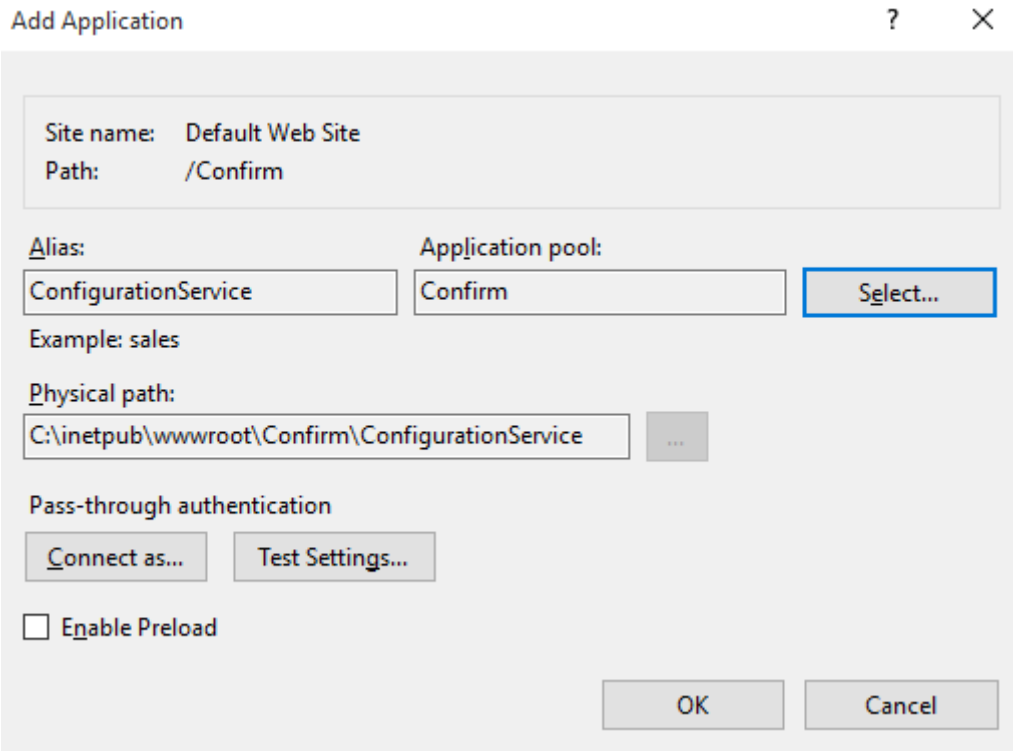 Add Application
?
Site name: Default Web Site
Path: /Confirm
Alias: Application pool:
ConfigurationService Confirm Select...
Example: sales
Physical path:
C:\inetpub\wwwroot\Confirm\ConfigurationService ...
Pass-through authentication
Connect as... Test Settings...
Enable Preload
OK Cancel